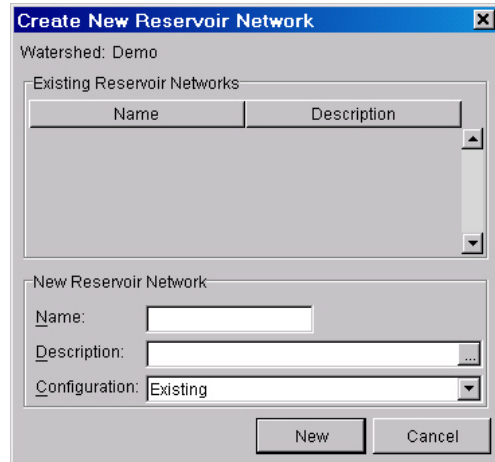 Create New Reservoir Network
Watershed: Demo
Existing Reservoir Networks
Name Description
New Reservoir Network
Name:
Description: ...
Configuration: Existing
New Cancel